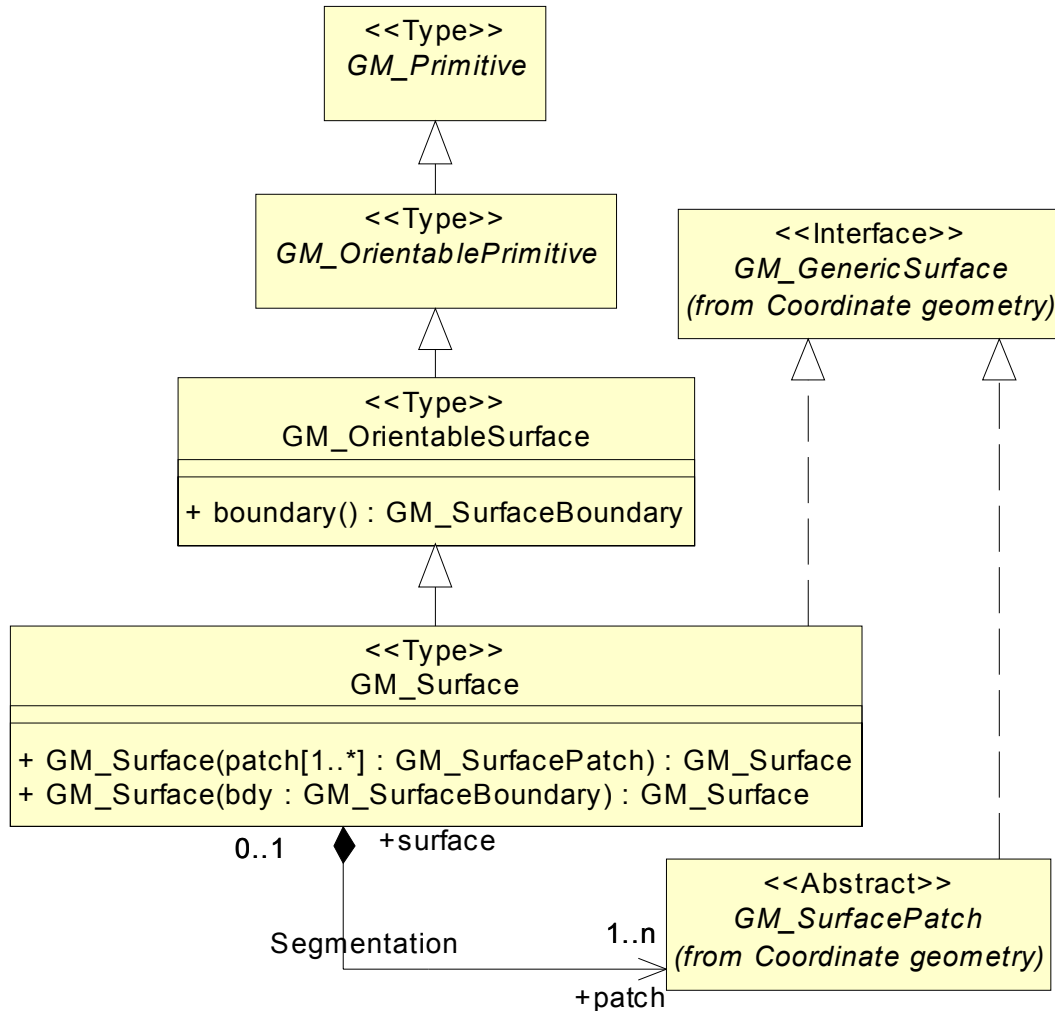 <<Type>>
GM_Primitive
<<Type>>
GM_OrientablePrimitive
<<Interface>>
GM_GenericSurface
(from Coordinate geometry)
<<Type>>
GM_OrientableSurface
+ boundary() : GM_SurfaceBoundary
<<Type>>
GM_Surface
+ GM_Surface(patch[1..*] : GM_SurfacePatch) : GM_Surface
+ GM_Surface(bdy : GM_SurfaceBoundary) : GM_Surface
0..1
+surface
<<Abstract>>
GM_SurfacePatch
(from Coordinate geometry)
Segmentation
1..n
+patch